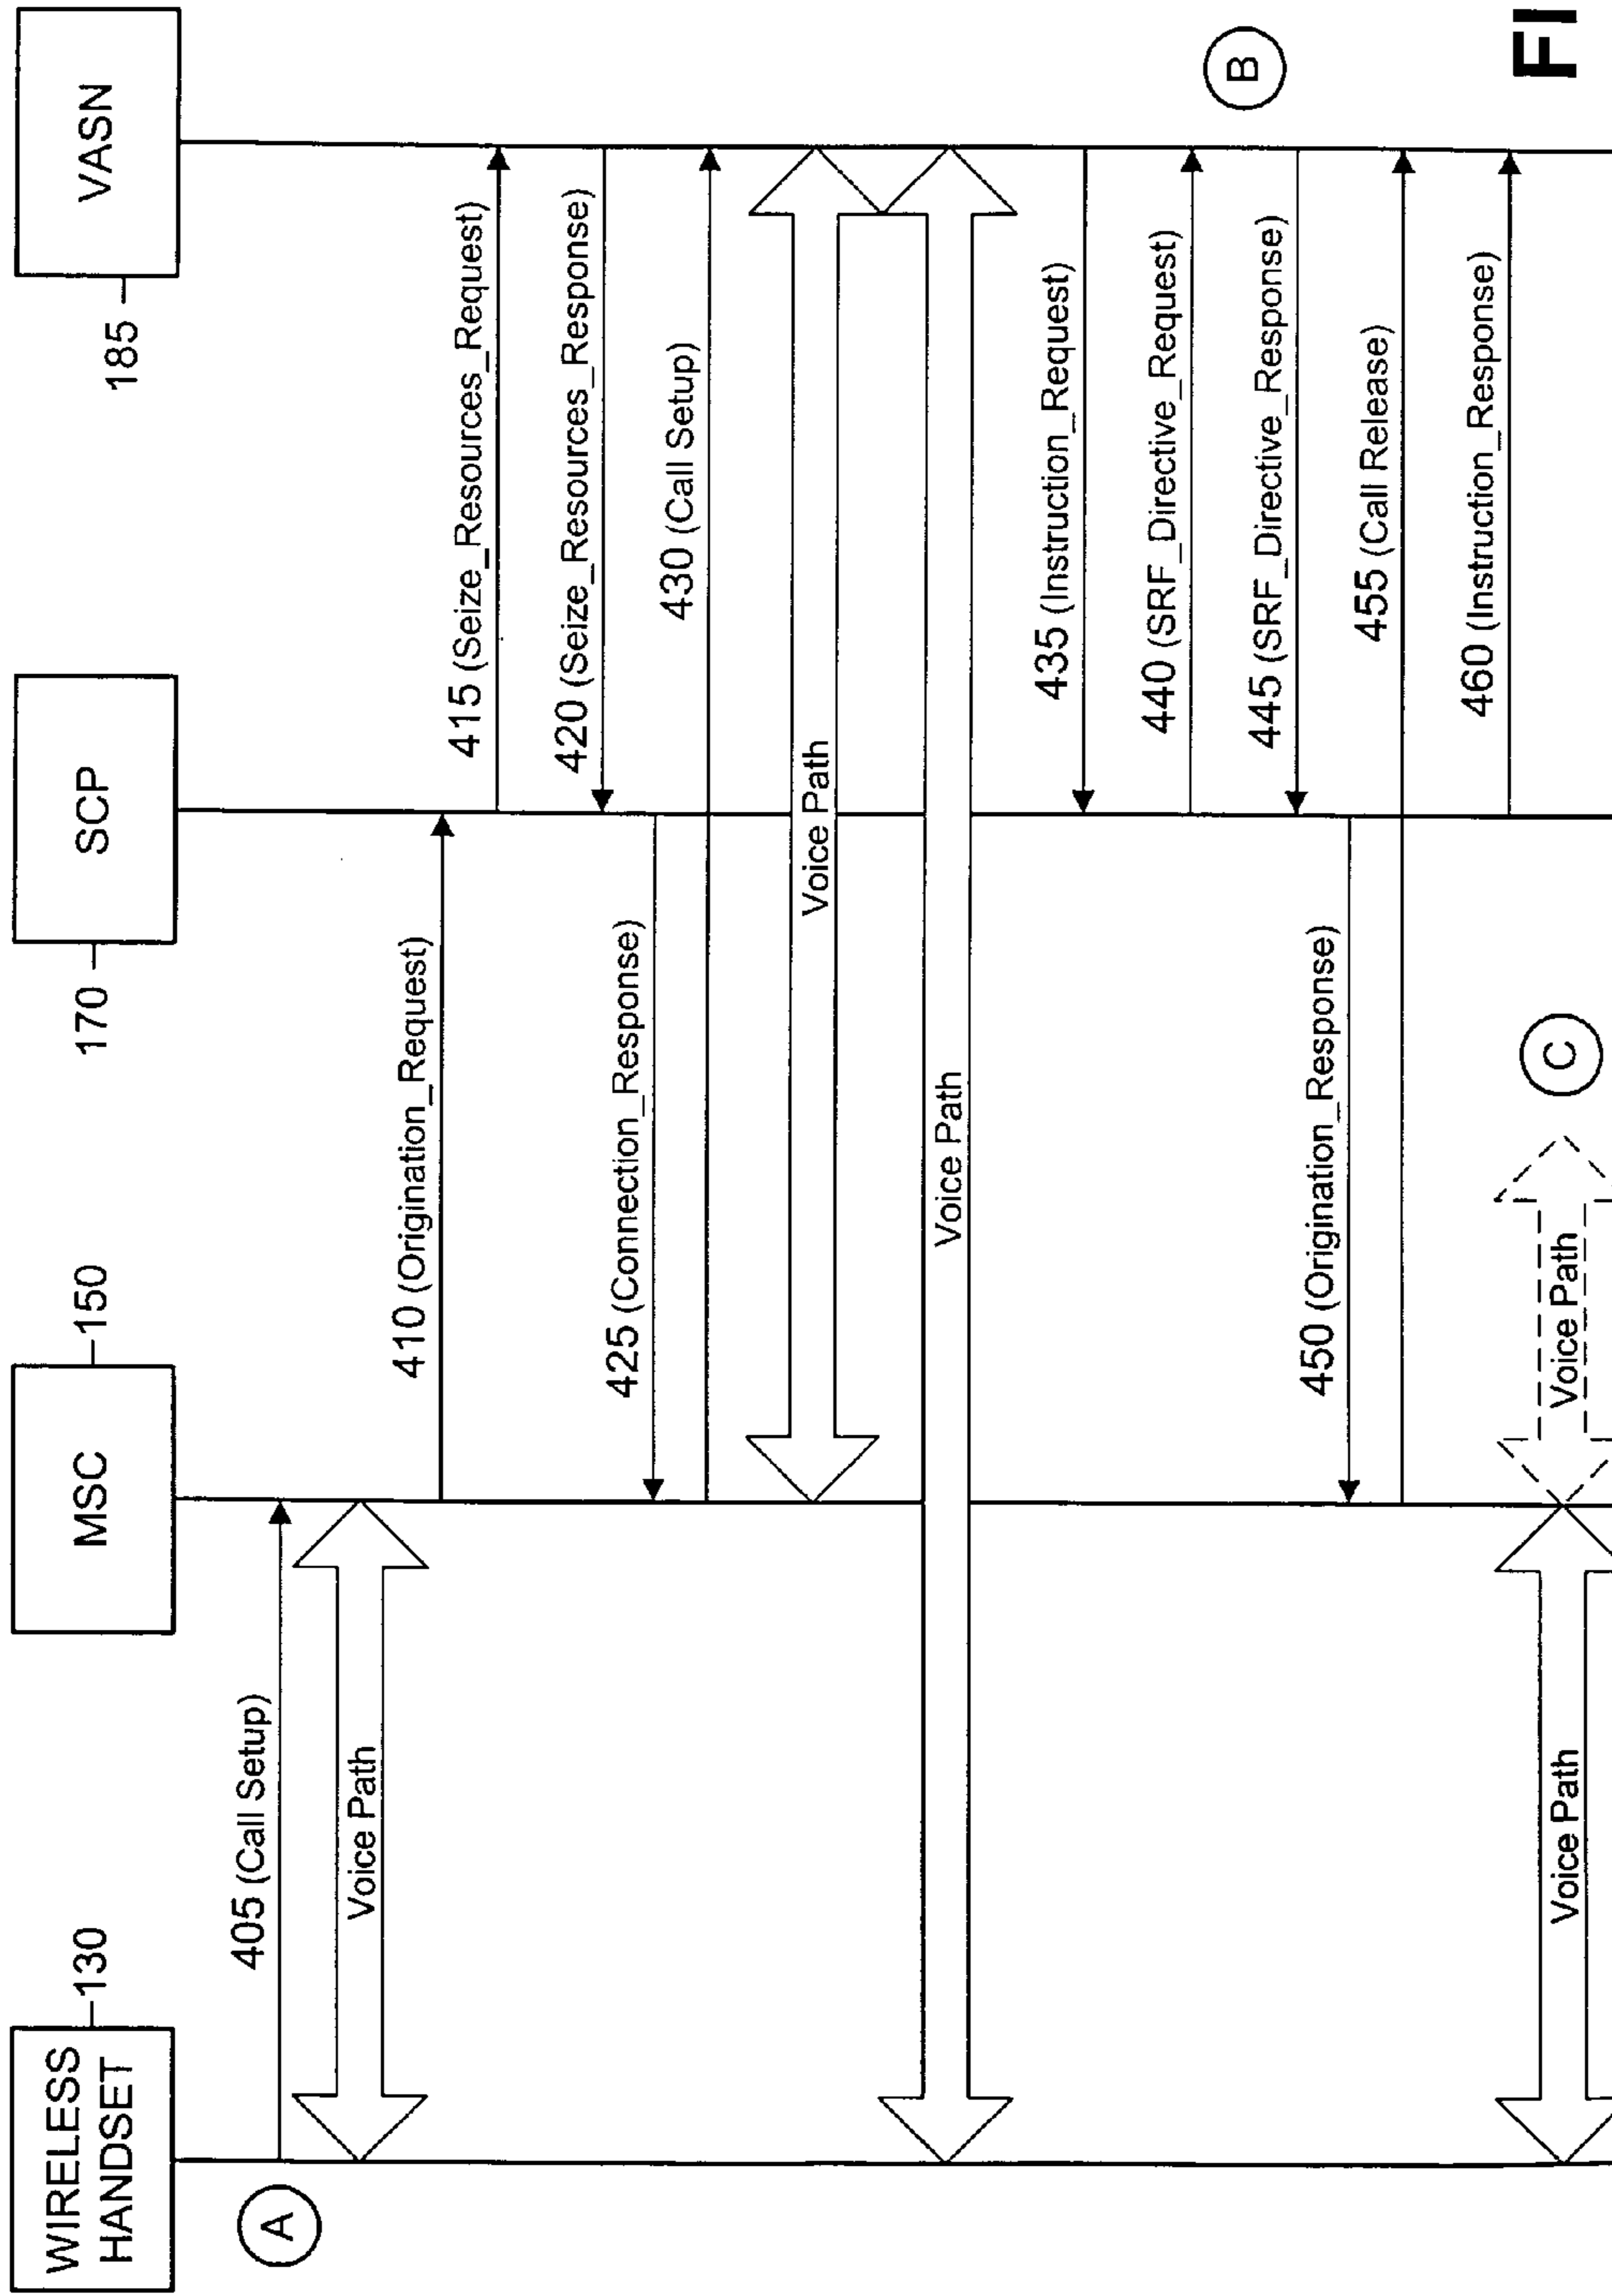 WIRELESS
HANDSET
130
MSC
150
170
SCP
185
VASN
A
405 (Call Setup)
Voice Path
410 (Origination_Request)
415 (Seize_Resources_Request)
420 (Seize_Resources_Response)
425 (Connection_Response)
430 (Call Setup)
Voice Path
Voice Path
435 (Instruction_Request)
440 (SRF_Directive_Request)
B
445 (SRF_Directive_Response)
450 (Origination_Response)
455 (Call Release)
460 (Instruction_Response)
Voice Path
Voice Path
C
FI